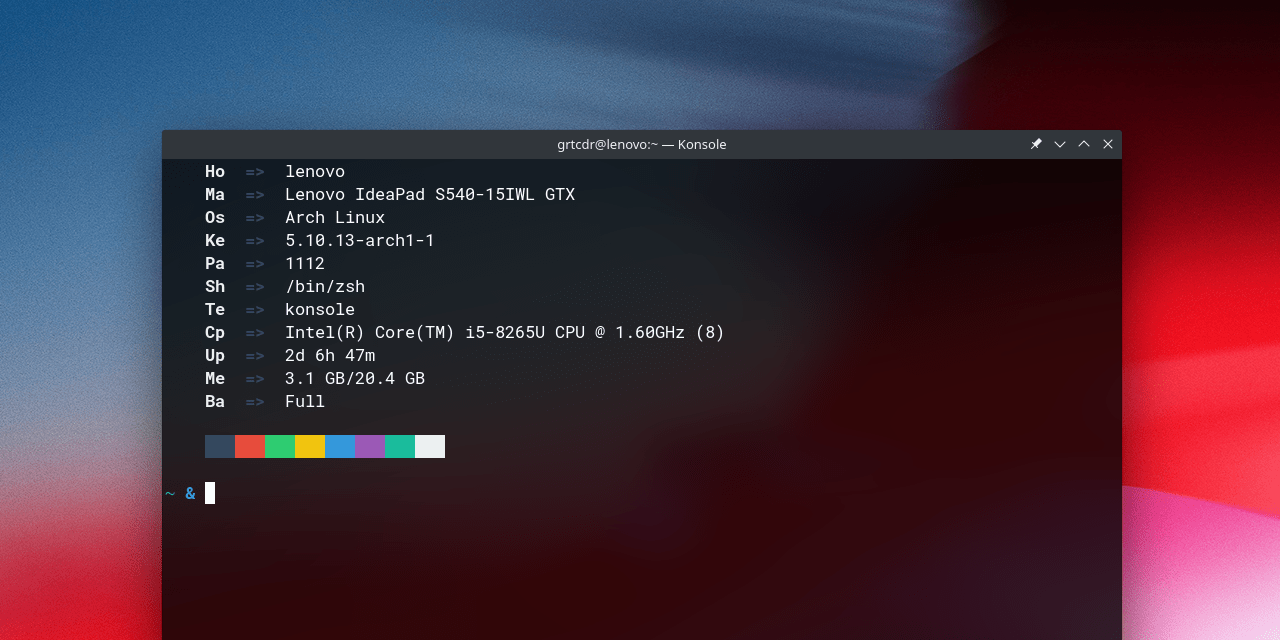 grtcdr@lenovo:~ — Konsole
Ho => lenovo
Ma => Lenovo IdeaPad S540-15IWL GTX
Os => Arch Linux
Ke => 5.10.13-arch1-1
Pa => 1112
Sh => /bin/zsh
Te => konsole
Cp => Intel(R) Core(TM) i5-8265U CPU @ 1.60GHz (8)
Up => 2d 6h 47m
Me => 3.1 GB/20.4 GB
Ba => Full
~ &